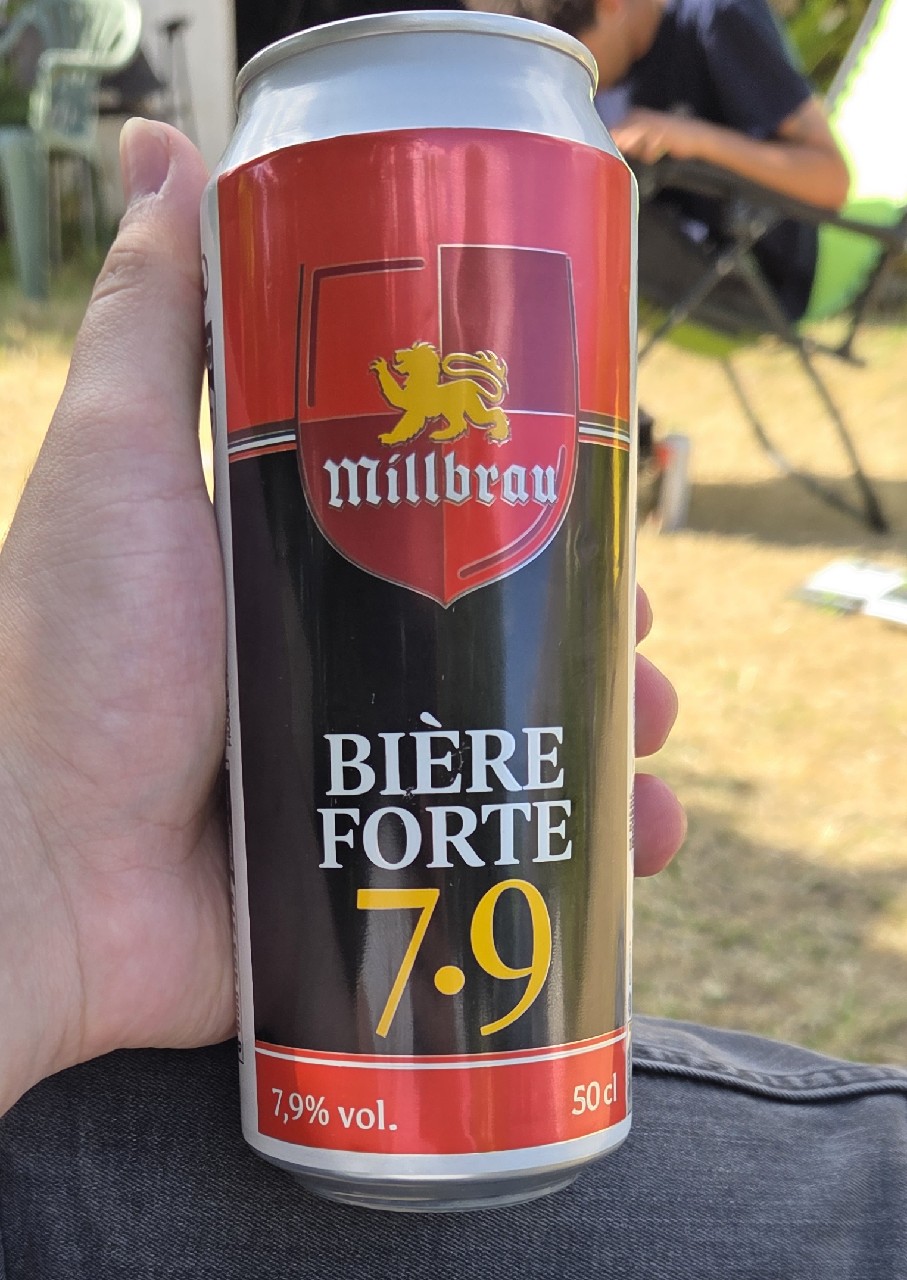 Millbrau
BIÈRE
FORTE
7.9
7,9% vol.
50 cl